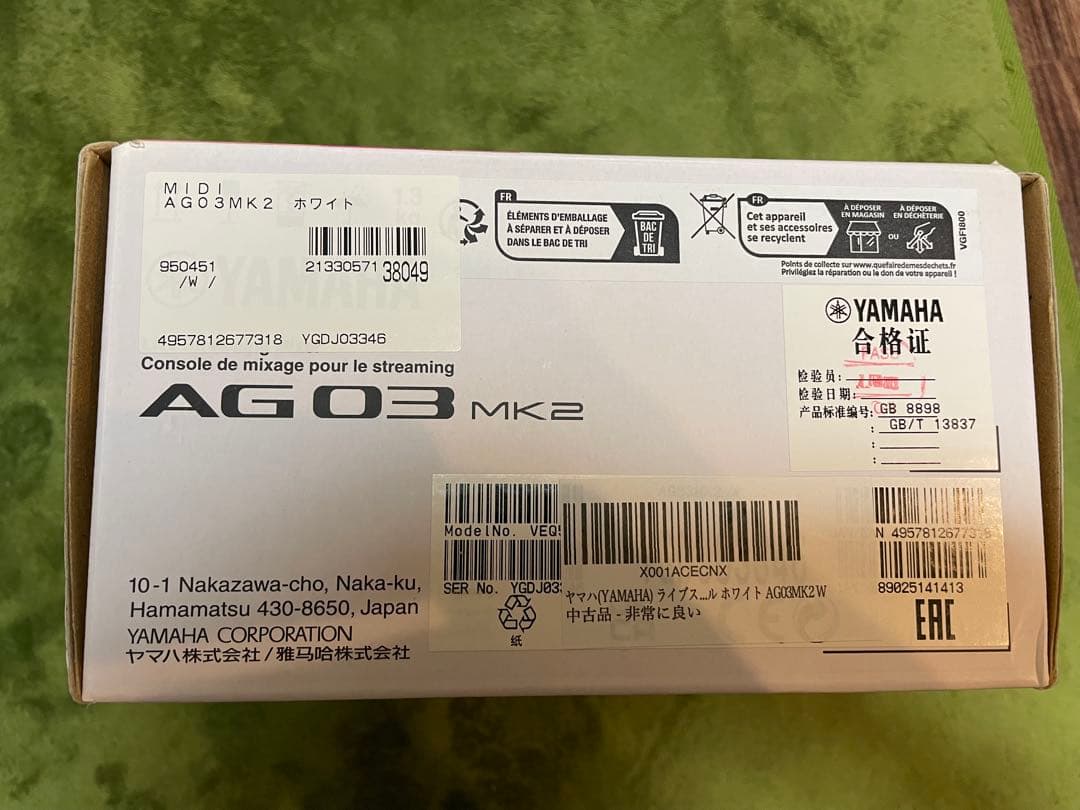 MIDI
AG03MK2 ホワイト
950451
/W /
21330571
38049
4957812677318 YGDJ03346
FR
ÉLÉMENTS D'EMBALLAGE
À SÉPARER ET À DÉPOSER
DANS LE BAC DE TRI
BAC
DE
TRI
FR
Cet appareil
et ses accessoires
se recyclent
À DÉPOSER
EN MAGASIN
OU
À DÉPOSER
EN DÉCHÈTERIE
Points de collecte sur www.quefairedemesdechets.fr
Privilégiez la réparation ou le don de votre appareil!
VGF1800
Console de mixage pour le streaming
AG 03 MK2
YAMAHA
合格证
检验员:
检验日期:
产品标准编号: GB 8898
: GB/T 13837
:
:
ModelNo. VEQ
SER No. YGDJ03
X001ACECNX
ヤマハ(YAMAHA) ライブス...ル ホワイト AG03MK2 W
中古品 - 非常に良い
N 495781267731
89025141413
纸
EAC
10-1 Nakazawa-cho, Naka-ku,
Hamamatsu 430-8650, Japan
YAMAHA CORPORATION
ヤマハ株式会社/雅马哈株式会社